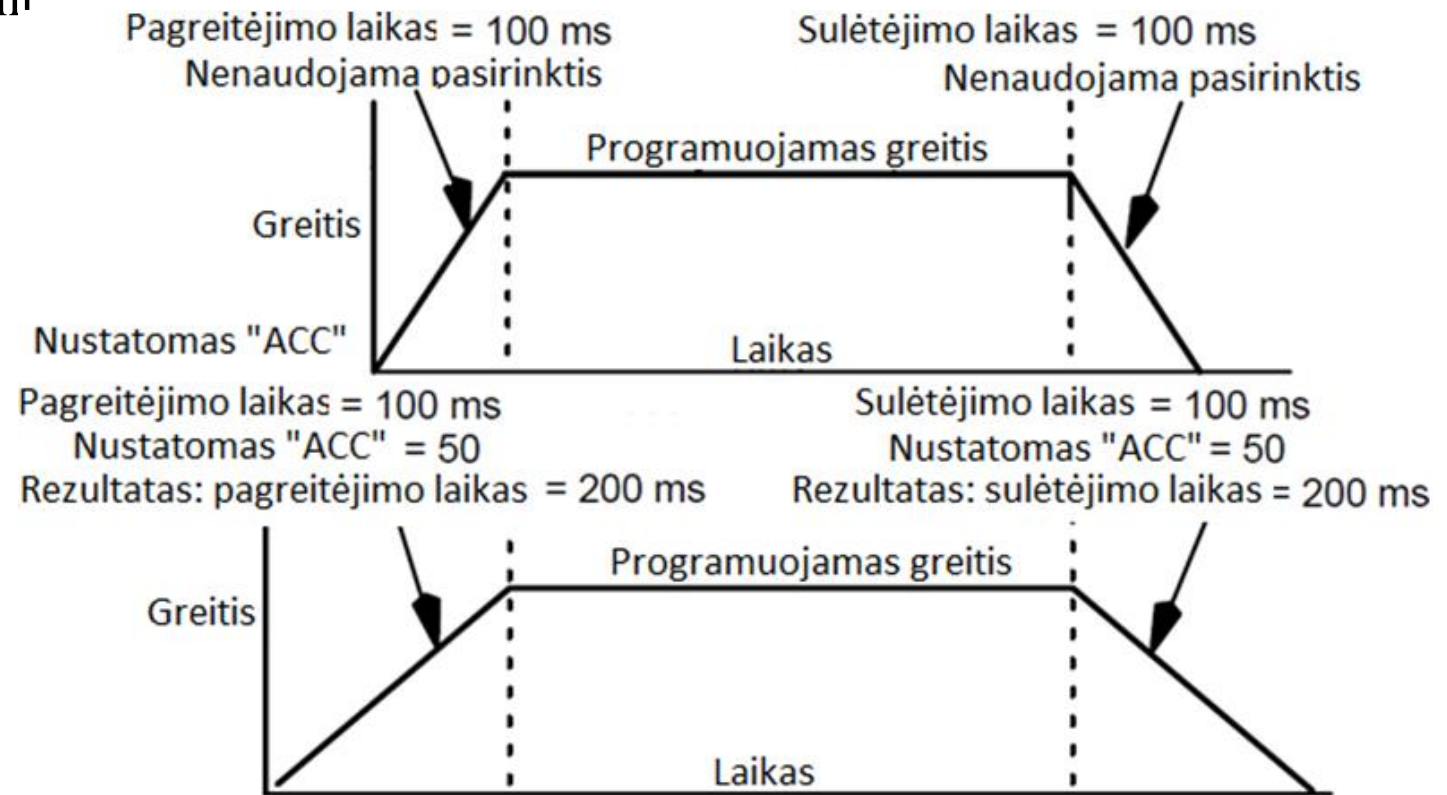 Pagreitėjimo laikas = 100 ms
Nenaudojama pasirinktis
Sulėtėjimo laikas = 100 ms
Nenaudojama pasirinktis
Programuojamas greitis
Greitis
Nustatomas "ACC"
Laikas
Pagreitėjimo laikas = 100 ms
Nustatomas "ACC" = 50
Rezultatas: pagreitėjimo laikas = 200 ms
Sulėtėjimo laikas = 100 ms
Nustatomas "ACC" = 50
Rezultatas: sulėtėjimo laikas = 200 ms
Programuojamas greitis
Greitis
Laikas